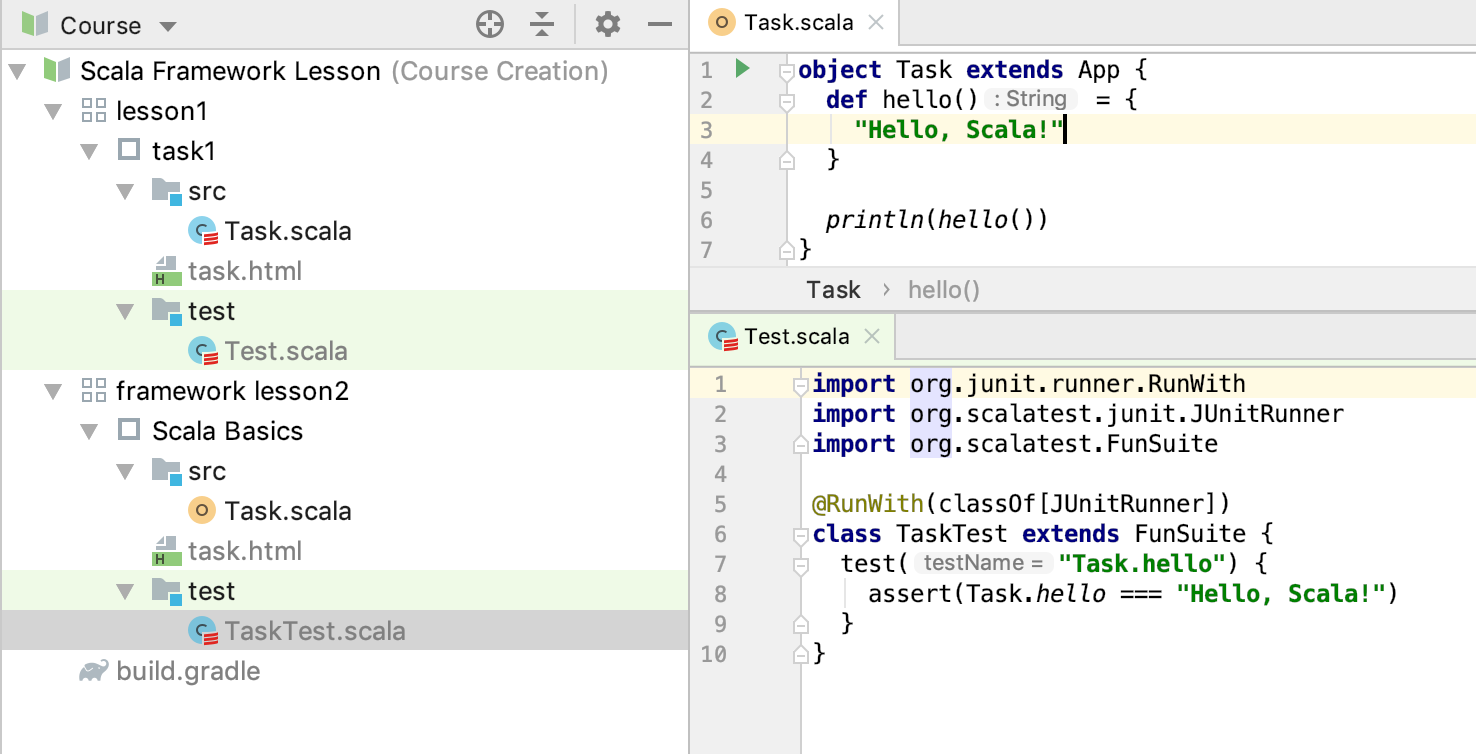 Course
Scala Framework Lesson (Course Creation)
lesson1
task1
src
Task.scala
task.html
test
Test.scala
framework lesson2
Scala Basics
src
Task.scala
task.html
test
TaskTest.scala
build.gradle
Task.scala
1 object Task extends App {
2 def hello() : String = {
3 "Hello, Scala!"
4 }
5
6 println(hello())
7 }
Task › hello()
Test.scala
1 import org.junit.runner.RunWith
2 import org.scalatest.junit.JUnitRunner
3 import org.scalatest.FunSuite
4
5 @RunWith(classOf[JUnitRunner])
6 class TaskTest extends FunSuite {
7 test( testName = "Task.hello") {
8 assert(Task.hello === "Hello, Scala!")
9 }
10 }